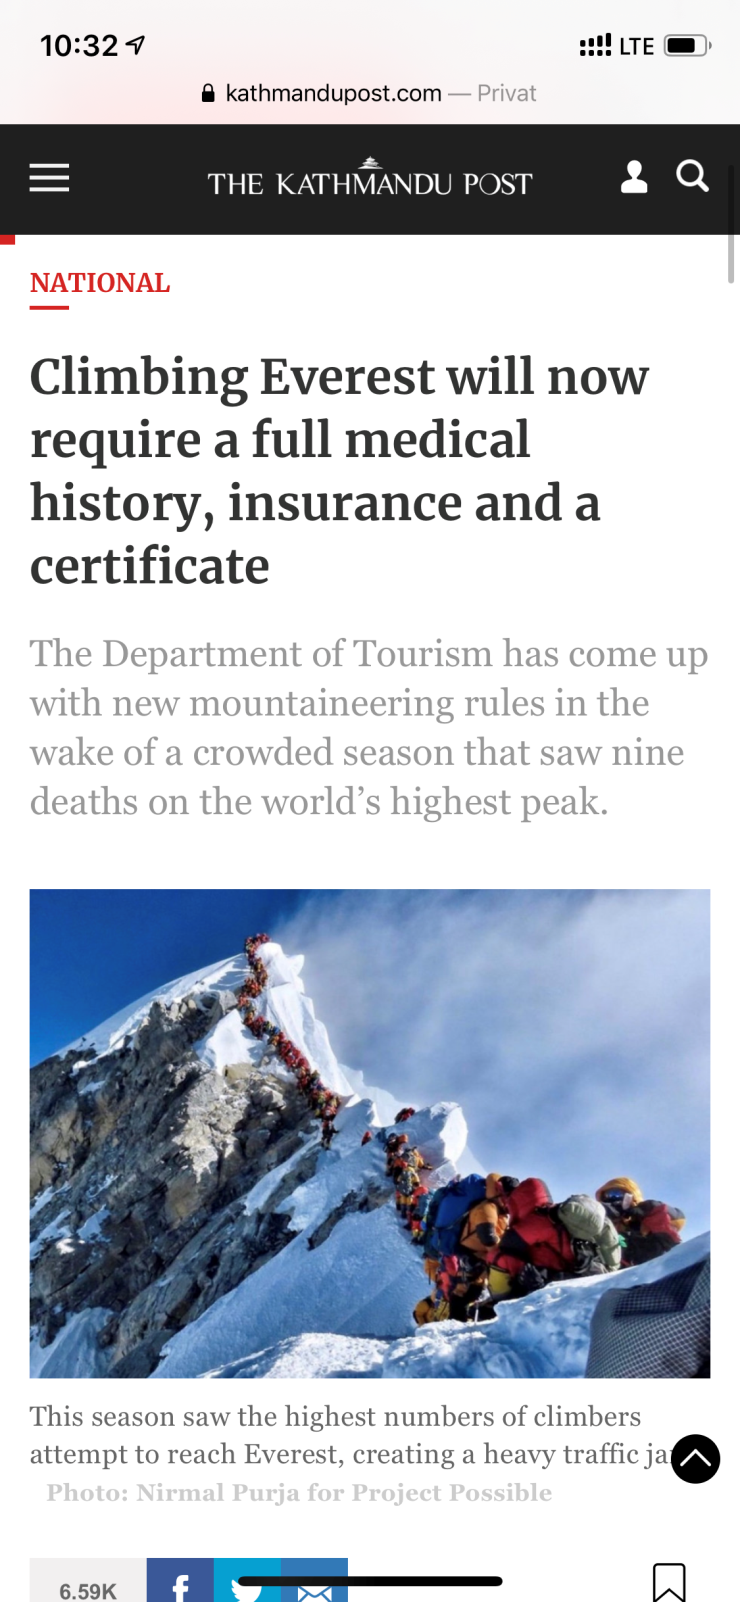 10:32
LTE
kathmandupost.com — Privat
THE KATHMANDU POST
NATIONAL
Climbing Everest will now
require a full medical
history, insurance and a
certificate
The Department of Tourism has come up
with new mountaineering rules in the
wake of a crowded season that saw nine
deaths on the world’s highest peak.
This season saw the highest numbers of climbers
attempt to reach Everest, creating a heavy traffic
Photo: Nirmal Purja for Project Possible
6.59K